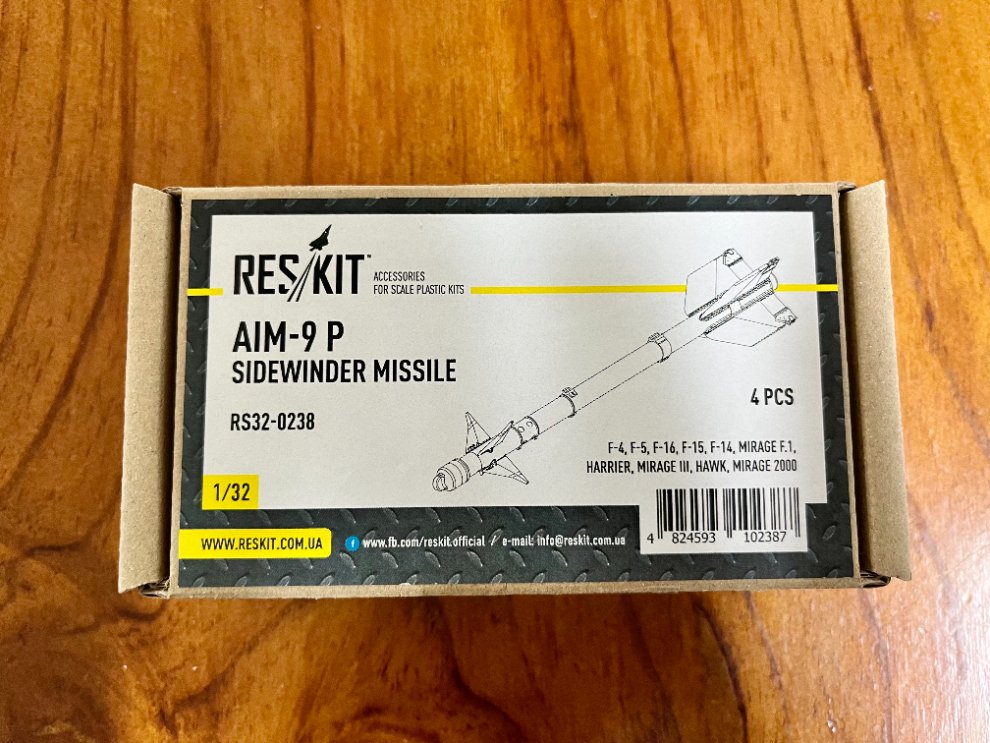 RESKIT™
ACCESSORIES
FOR SCALE PLASTIC KITS
AIM-9 P
SIDEWINDER MISSILE
RS32-0238
4 PCS
F-4, F-5, F-16, F-15, F-14, MIRAGE F.1,
HARRIER, MIRAGE III, HAWK, MIRAGE 2000
1/32
WWW.RESKIT.COM.UA
f www.fb.com/reskit.official / e-mail: info@reskit.com.ua
4 824593 102387